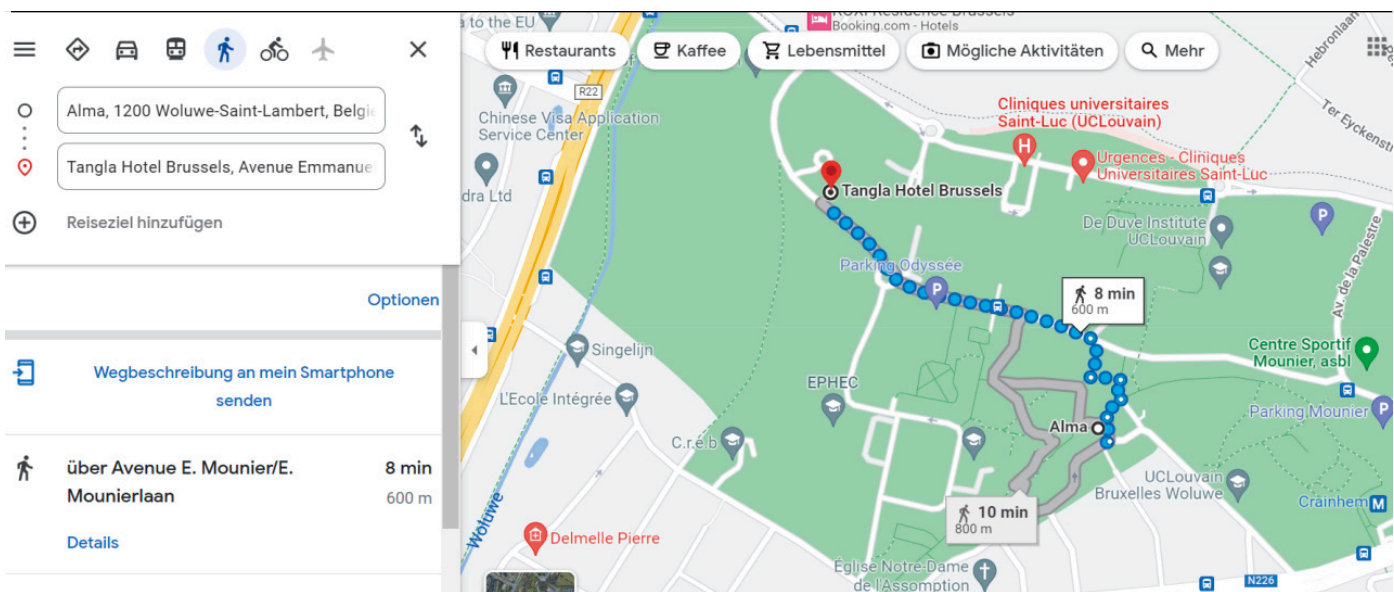 Alma, 1200 Woluwe-Saint-Lambert, Belgie
Tangla Hotel Brussels, Avenue Emmanue
Reiseziel hinzufügen
Optionen
Wegbeschreibung an mein Smartphone
senden
über Avenue E. Mounier/E.
Mounierlaan
8 min
600 m
Details
to the EU
Booking.com - Hotels
Restaurants
Kaffee
Lebensmittel
Mögliche Aktivitäten
Mehr
Hebronlaan
Ter Eyckenstr
R22
Chinese Visa Application
Service Center
dra Ltd
Cliniques universitaires
Saint-Luc (UCLouvain)
H
Urgences - Cliniques
Universitaires Saint-Luc
Tangla Hotel Brussels
De Duve Institute
UCLouvain
P
Av. de la Palestre
Parking Odyssée
P
8 min
600 m
Singelijn
Centre Sportif
Mounier, asbl
EPHEC
L'Ecole Intégrée
Parking Mounier
P
Alma
C.r.é.b
UCLouvain
Bruxelles Woluwe
Crainhem
M
10 min
800 m
Woluwe
Delmelle Pierre
Église Notre-Dame
de l'Assomption
N226